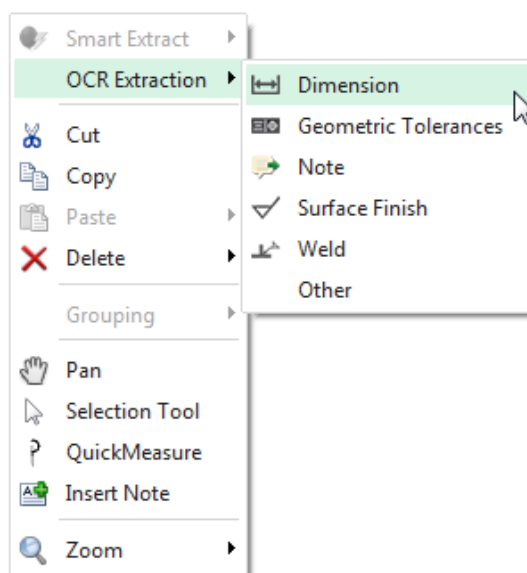 Smart Extract
OCR Extraction
Cut
Copy
Paste
Delete
Grouping
Pan
Selection Tool
QuickMeasure
Insert Note
Zoom
Dimension
Geometric Tolerances
Note
Surface Finish
Weld
Other